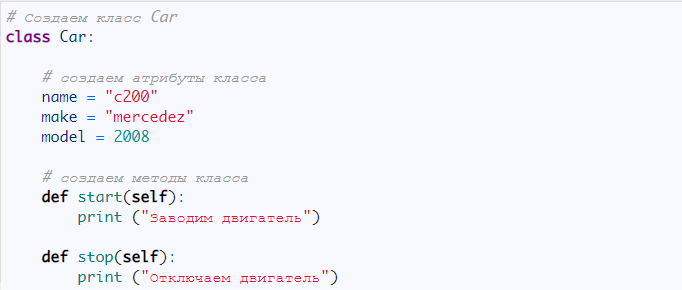 # Создаем класс Car
class Car:
# создаем атрибуты класса
name = "c200"
make = "mercedez"
model = 2008
# создаем методы класса
def start(self):
print ("Заводим двигатель")
def stop(self):
print ("Отключаем двигатель")